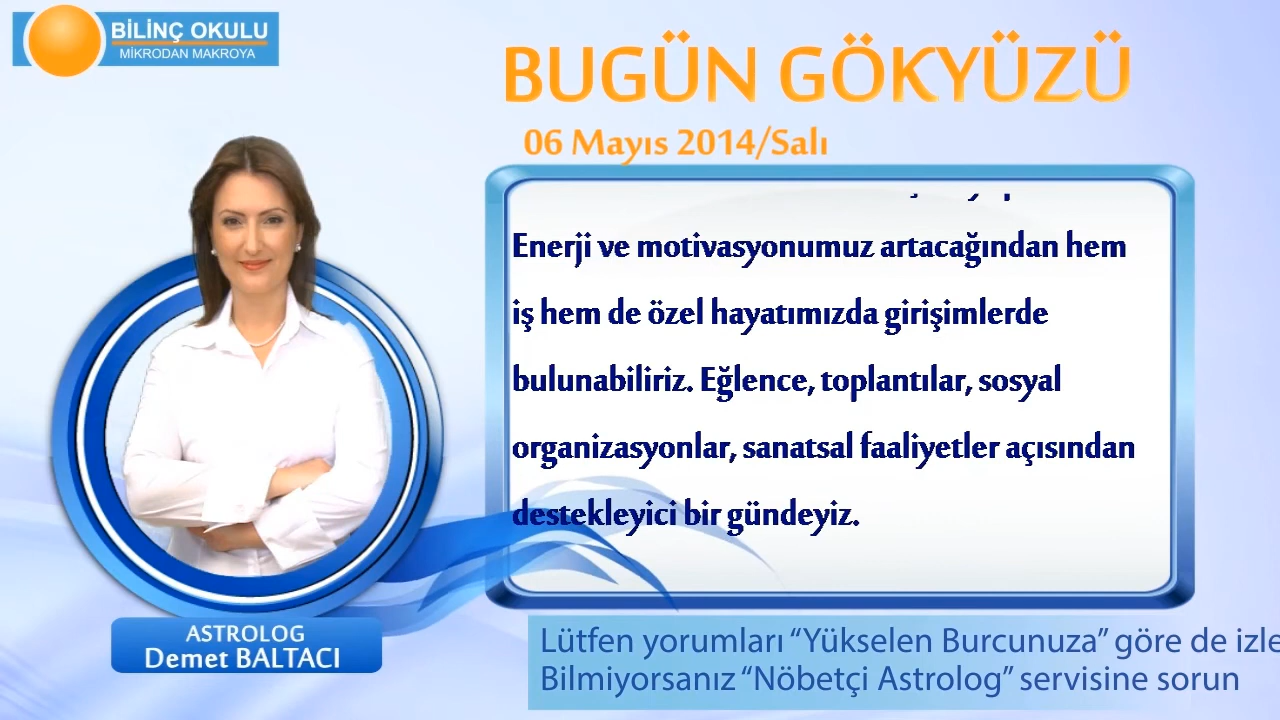 BİLİNÇ OKULU
MİKRODAN MAKROYA
BUGÜN GÖKYÜZÜ
06 Mayıs 2014/Salı
Enerji ve motivasyonumuz artacağından hem
iş hem de özel hayatımızda girişimlerde
bulunabiliriz. Eğlence, toplantılar, sosyal
organizasyonlar, sanatsal faaliyetler açısından
destekleyici bir gündeyiz.
ASTROLOG
Demet BALTACI
Lütfen yorumları “Yükselen Burcunuza” göre de izle
Bilmiyorsanız “Nöbetçi Astrolog” servisine sorun